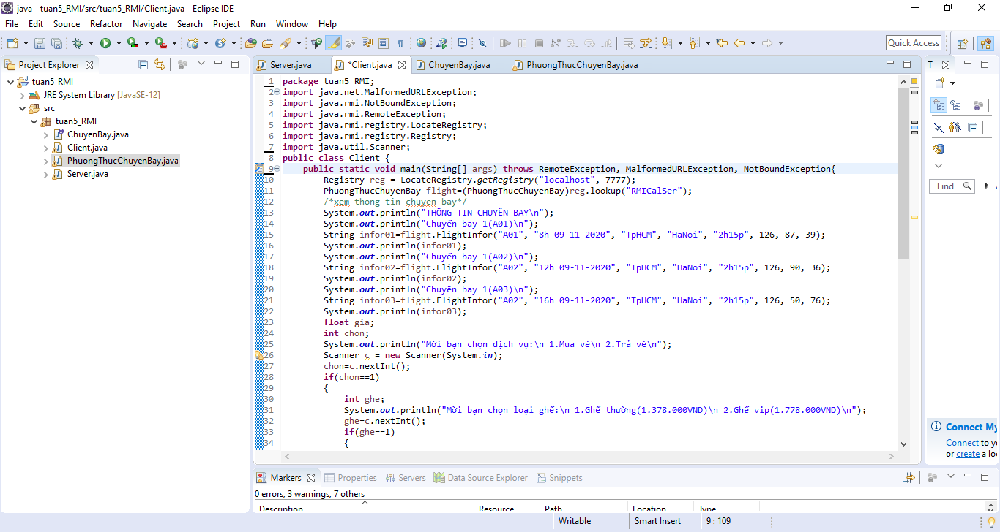 java - tuan5_RMI/src/tuan5_RMI/Client.java - Eclipse IDE
File Edit Source Refactor Navigate Search Project Run Window Help
Quick Access
Project Explorer
tuan5_RMI
JRE System Library [JavaSE-12]
src
tuan5_RMI
ChuyenBay.java
Client.java
PhuongThucChuyenBay.java
Server.java
Server.java *Client.java ChuyenBay.java PhuongThucChuyenBay.java
1 package tuan5_RMI;
2 import java.net.MalformedURLException;
3 import java.rmi.NotBoundException;
4 import java.rmi.RemoteException;
5 import java.rmi.registry.LocateRegistry;
6 import java.rmi.registry.Registry;
7 import java.util.Scanner;
8 public class Client {
9 public static void main(String[] args) throws RemoteException, MalformedURLException, NotBoundException{
10 Registry reg = LocateRegistry.getRegistry("localhost", 7777);
11 PhuongThucChuyenBay flight=(PhuongThucChuyenBay)reg.lookup("RMICalSer");
12 /*xem thong tin chuyen bay*/
13 System.out.println("THÔNG TIN CHUYẾN BAY\n");
14 System.out.println("Chuyến bay 1(A01)\n");
15 String infor01=flight.FlightInfor("A01", "8h 09-11-2020", "TpHCM", "HaNoi", "2h15p", 126, 87, 39);
16 System.out.println(infor01);
17 System.out.println("Chuyến bay 1(A02)\n");
18 String infor02=flight.FlightInfor("A02", "12h 09-11-2020", "TpHCM", "HaNoi", "2h15p", 126, 90, 36);
19 System.out.println(infor02);
20 System.out.println("Chuyến bay 1(A03)\n");
21 String infor03=flight.FlightInfor("A02", "16h 09-11-2020", "TpHCM", "HaNoi", "2h15p", 126, 50, 76);
22 System.out.println(infor03);
23 float gia;
24 int chon;
25 System.out.println("Mời bạn chọn dịch vụ:\n 1.Mua vé\n 2.Trả vé\n");
26 Scanner c = new Scanner(System.in);
27 chon=c.nextInt();
28 if(chon==1)
29 {
30 int ghe;
31 System.out.println("Mời bạn chọn loại ghế:\n 1.Ghế thường(1.378.000VND)\n 2.Ghế vip(1.778.000VND)\n");
32 ghe=c.nextInt();
33 if(ghe==1)
34 {
T
Find
Connect My
Connect to yo
or create a loc
Markers Properties Servers Data Source Explorer Snippets
0 errors, 3 warnings, 7 others
Description Resource Path Location Type
Writable Smart Insert 9 : 109